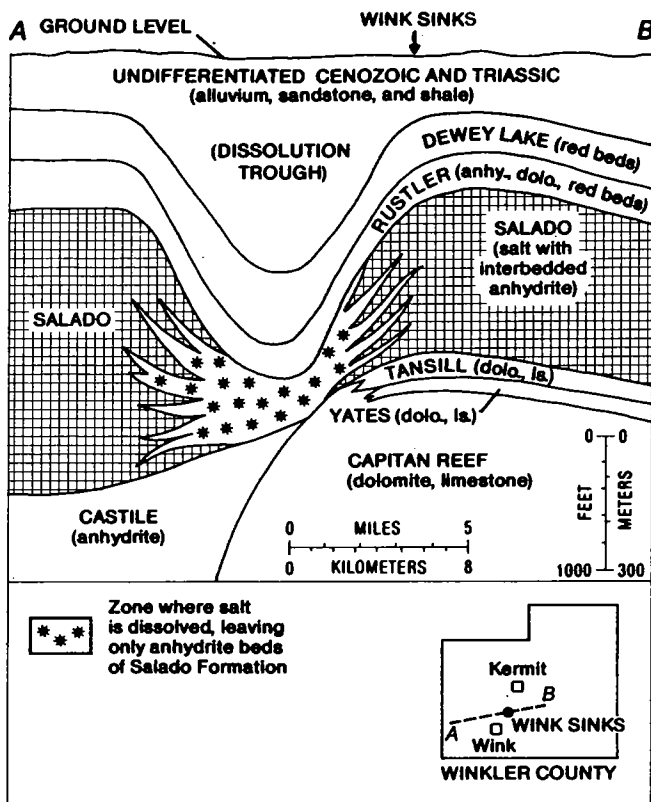 A
GROUND LEVEL
WINK SINKS
B
UNDIFFERENTIATED CENOZOIC AND TRIASSIC
(alluvium, sandstone, and shale)
(DISSOLUTION
TROUGH)
DEWEY LAKE (red beds)
RUSTLER (anhy., dolo., red beds)
SALADO
(salt with
interbedded
anhydrite)
SALADO
TANSILL (dolo., ls.)
YATES (dolo., ls.)
CAPITAN REEF
(dolomite, limestone)
CASTILE
(anhydrite)
0 MILES 5
0 KILOMETERS 8
0 0
FEET
METERS
1000 300
Zone where salt
is dissolved, leaving
only anhydrite beds
of Salado Formation
Kermit
B
WINK SINKS
A
Wink
WINKLER COUNTY